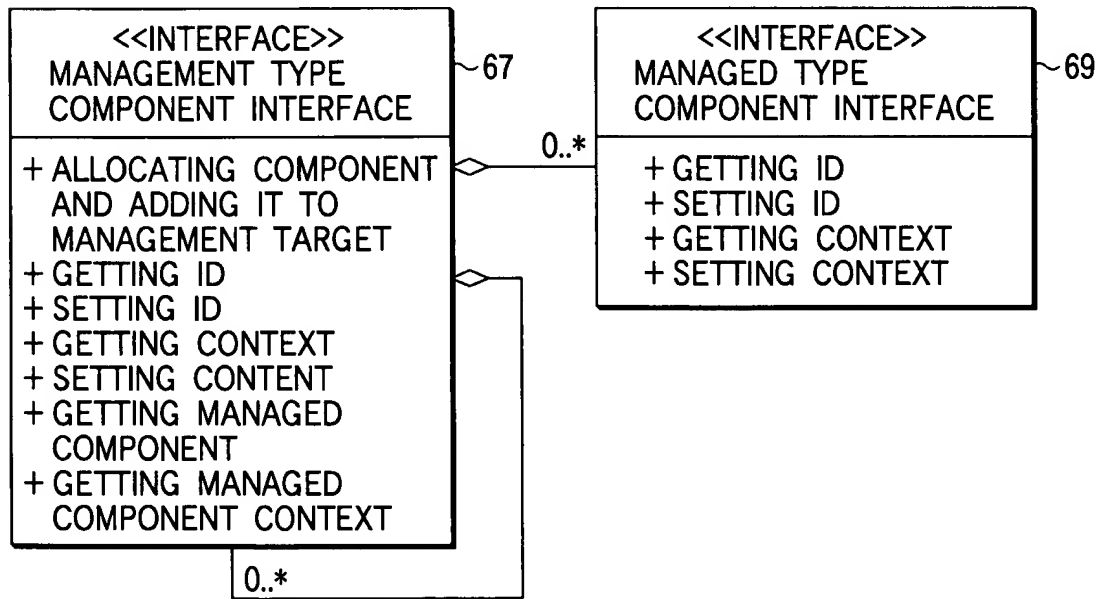 <<INTERFACE>>
MANAGEMENT TYPE
COMPONENT INTERFACE
67
+ ALLOCATING COMPONENT
AND ADDING IT TO
MANAGEMENT TARGET
+ GETTING ID
+ SETTING ID
+ GETTING CONTEXT
+ SETTING CONTENT
+ GETTING MANAGED
COMPONENT
+ GETTING MANAGED
COMPONENT CONTEXT
0..*
0..*
<<INTERFACE>>
MANAGED TYPE
COMPONENT INTERFACE
69
+ GETTING ID
+ SETTING ID
+ GETTING CONTEXT
+ SETTING CONTEXT